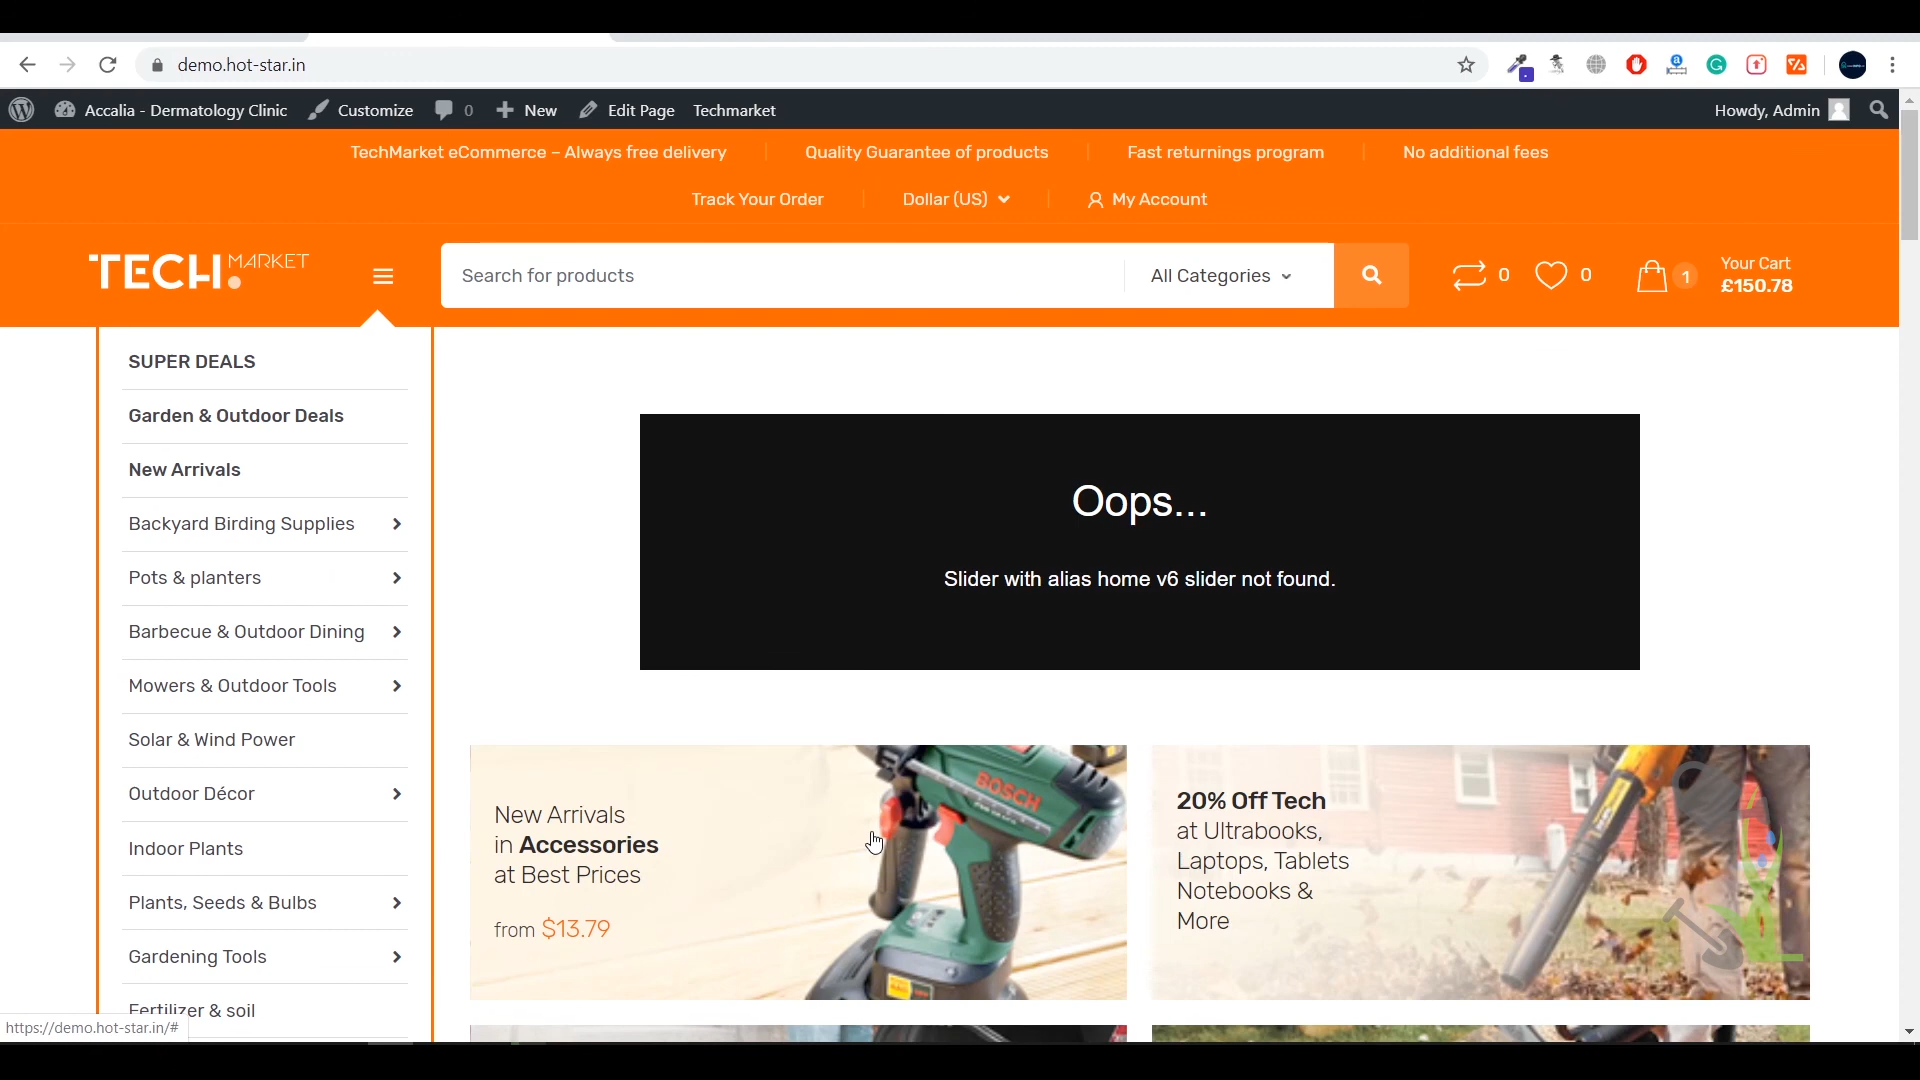 demo.hot-star.in
Accalia - Dermatology Clinic
Customize
0
New
Edit Page
Techmarket
Howdy, Admin
TechMarket eCommerce – Always free delivery
Quality Guarantee of products
Fast returnings program
No additional fees
Track Your Order
Dollar (US)
My Account
TECH MARKET
Search for products
All Categories
0
0
1
Your Cart
£150.78
SUPER DEALS
Garden & Outdoor Deals
New Arrivals
Backyard Birding Supplies
Pots & planters
Barbecue & Outdoor Dining
Mowers & Outdoor Tools
Solar & Wind Power
Outdoor Décor
Indoor Plants
Plants, Seeds & Bulbs
Gardening Tools
Fertilizer & soil
Oops...
Slider with alias home v6 slider not found.
New Arrivals
in Accessories
at Best Prices
from $13.79
BOSCH
20% Off Tech
at Ultrabooks,
Laptops, Tablets
Notebooks &
More
https://demo.hot-star.in/#